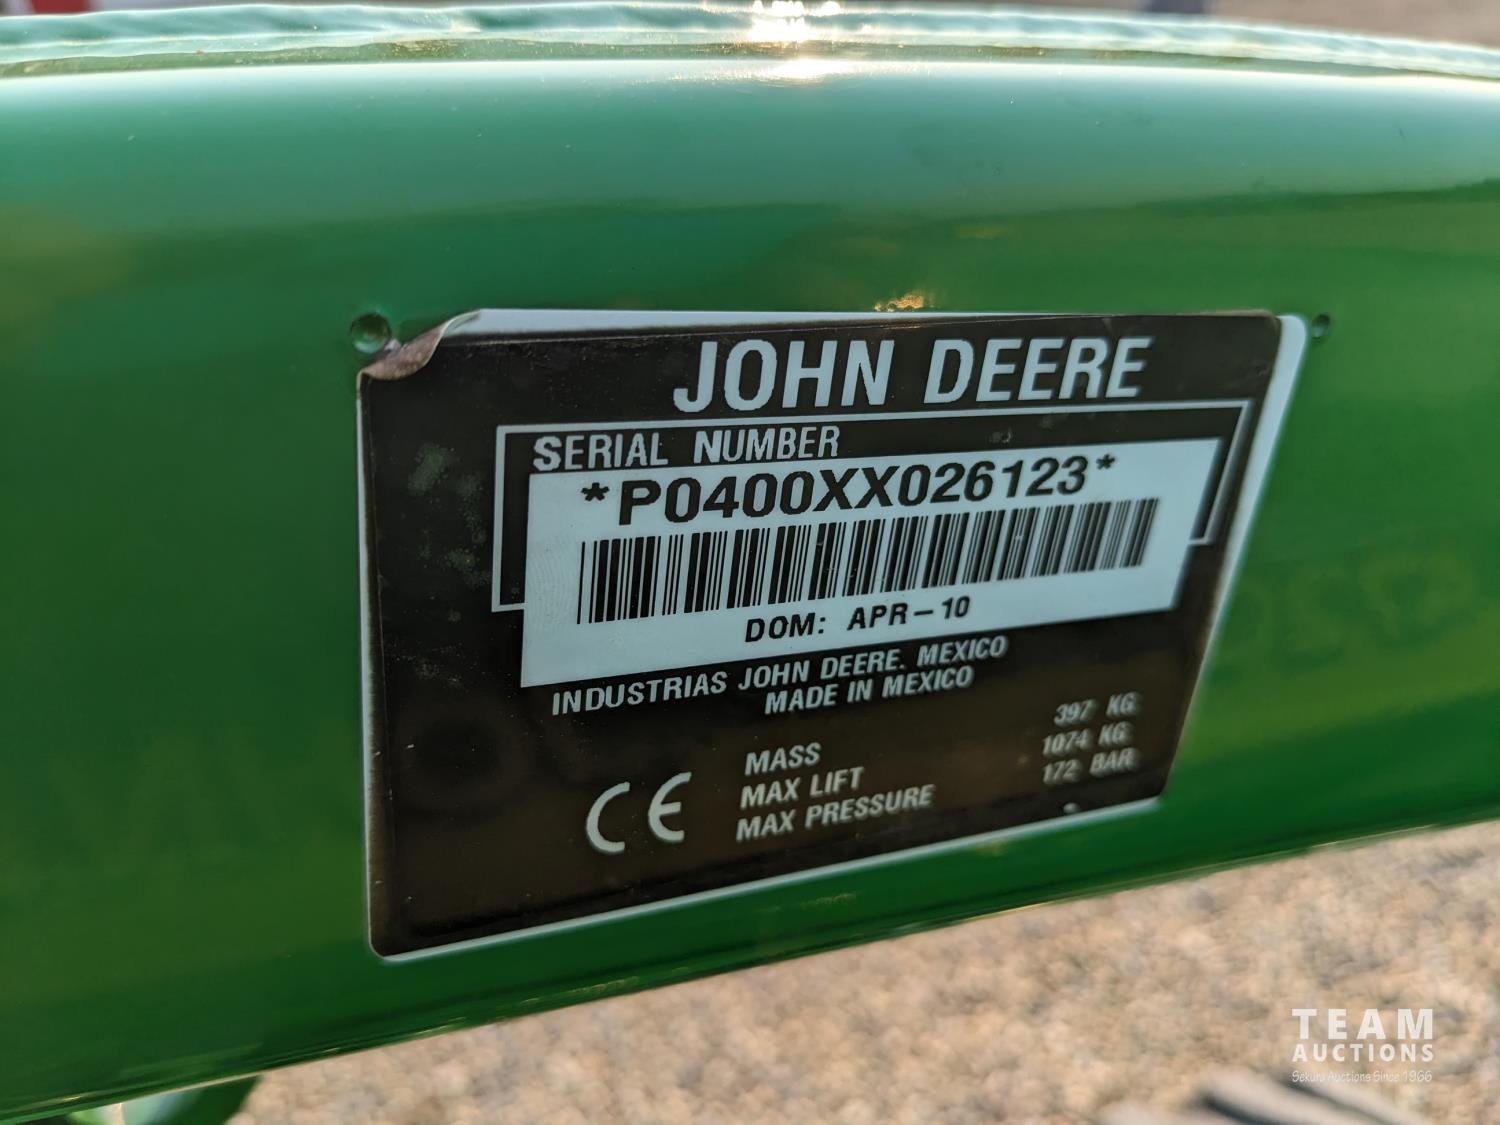 JOHN DEERE
SERIAL NUMBER
*P0400XX026123*
DOM: APR-10
INDUSTRIAS JOHN DEERE. MEXICO
MADE IN MEXICO
CE
MASS 397 KG
MAX LIFT 1074 KG
MAX PRESSURE 172 BAR
TEAM
AUCTIONS
Sekura Auctions Since 1966